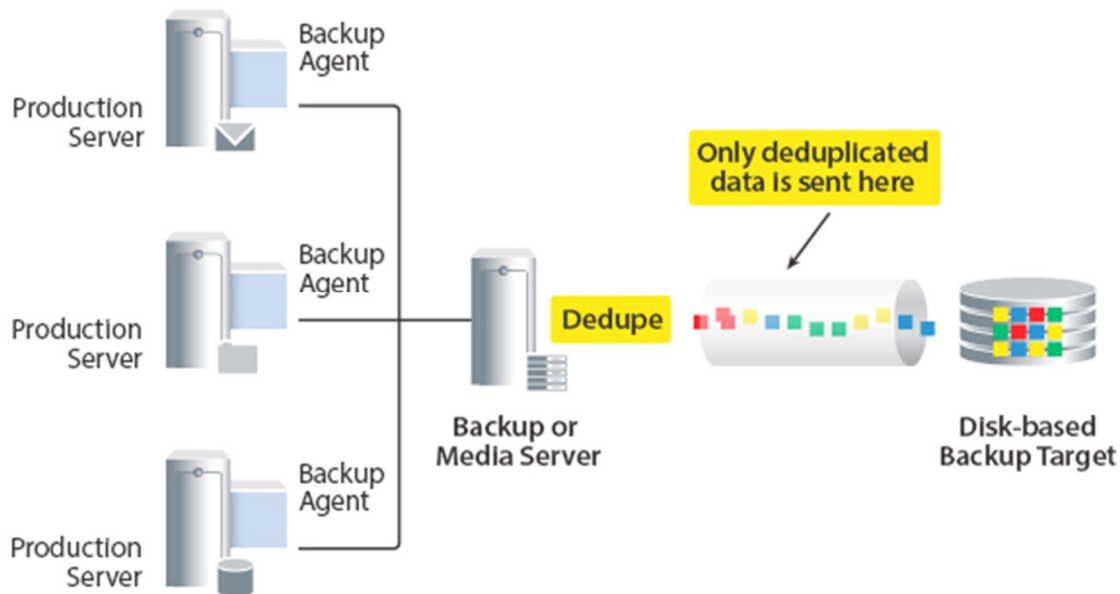 Backup
Agent
Production
Server
Only deduplicated
data is sent here
Backup
Agent
Production
Server
Dedupe
Backup or
Media Server
Disk-based
Backup Target
Backup
Agent
Production
Server